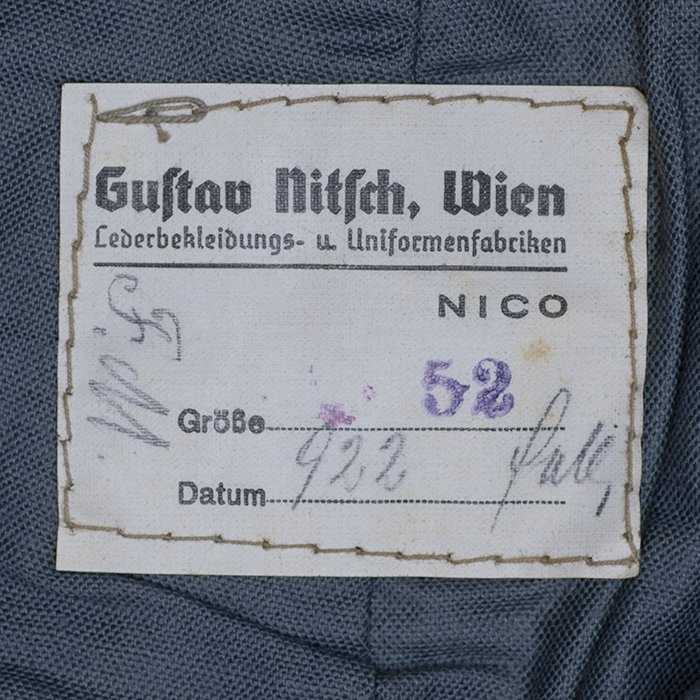 Gustav Nitsch, Wien
Lederbekleidungs- u. Uniformenfabriken
NICO
Größe 52
922
Datum